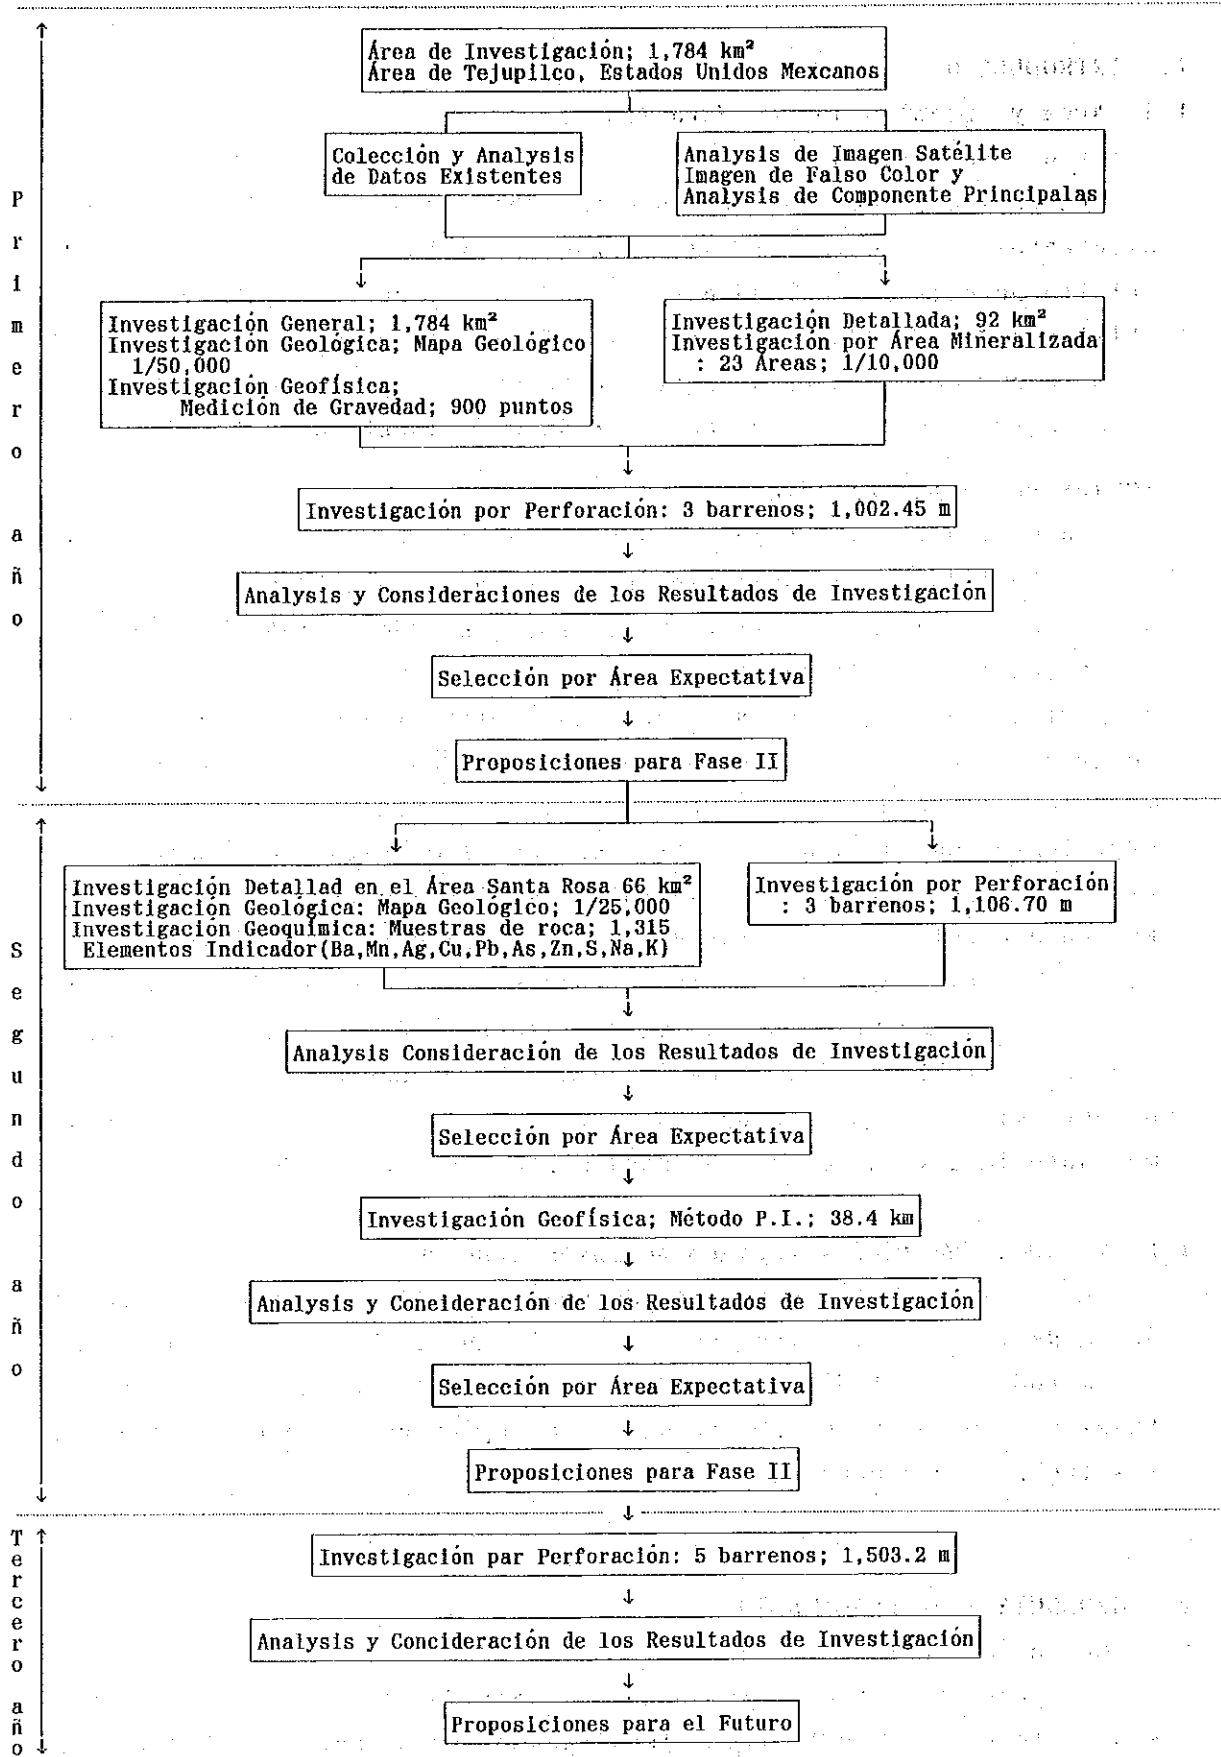 Área de Investigación; 1,784 km²
Área de Tejupilco, Estados Unidos Mexcanos
Colección y Analysis
de Datos Existentes
Analysis de Imagen Satélite
Imagen de Falso Color y
Analysis de Componente Principalas
Primero año
Investigación General; 1,784 km²
Investigación Geológica; Mapa Geológico
1/50,000
Investigación Geofísica;
Medición de Gravedad; 900 puntos
Investigación Detallada; 92 km²
Investigación por Área Mineralizada
: 23 Áreas; 1/10,000
Investigación por Perforación: 3 barrenos; 1,002.45 m
Analysis y Consideraciones de los Resultados de Investigación
Selección por Área Expectativa
Proposiciones para Fase II
Segundo año
Investigación Detallad en el Área Santa Rosa 66 km²
Investigación Geológica: Mapa Geológico; 1/25,000
Investigación Geoquímica: Muestras de roca; 1,315
Elementos Indicador(Ba,Mn,Ag,Cu,Pb,As,Zn,S,Na,K)
Investigación por Perforación
: 3 barrenos; 1,106.70 m
Analysis Consideración de los Resultados de Investigación
Selección por Área Expectativa
Investigación Geofísica; Método P.I.; 38.4 km
Analysis y Coneideración de los Resultados de Investigación
Selección por Área Expectativa
Proposiciones para Fase II
Tercero año
Investigación par Perforación: 5 barrenos; 1,503.2 m
Analysis y Concideración de los Resultados de Investigación
Proposiciones para el Futuro